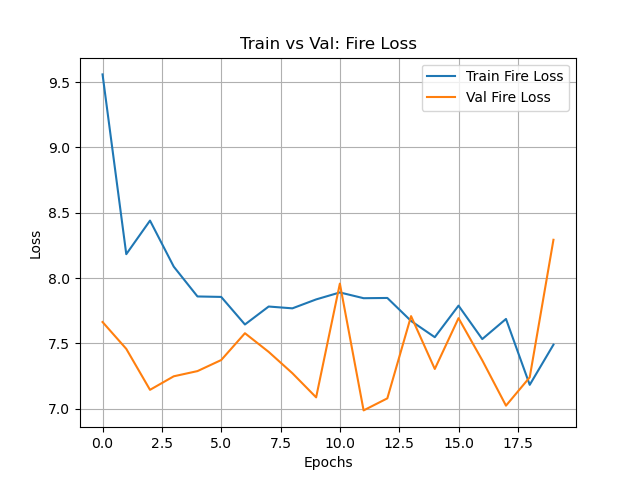 Train vs Val: Fire Loss
Train Fire Loss
Val Fire Loss
9.5
9.0
8.5
8.0
7.5
7.0
Loss
0.0 2.5 5.0 7.5 10.0 12.5 15.0 17.5
Epochs